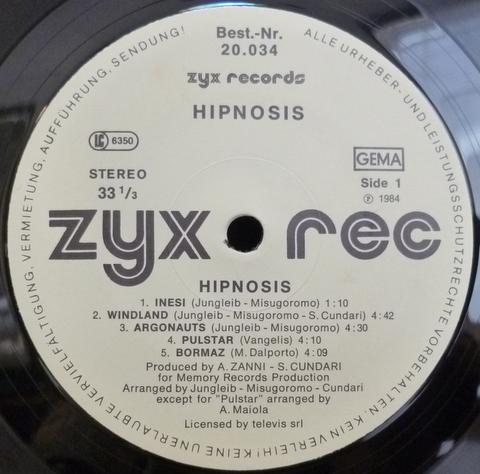 ALLE URHEBER- UND LEISTUNGSSCHUTZRECHTE VORBEHALTEN· KEIN VERLEIH! KEINE UNERLAUBTE VERVIELFÄLTIGUNG, VERMIETUNG, AUFFÜHRUNG, SENDUNG!
Best.-Nr.
20.034
zyx records
HIPNOSIS
LC 6350
GEMA
STEREO
33 1/3
Side 1
℗ 1984
zyx rec
HIPNOSIS
1. INESI (Jungleib - Misugoromo) 1:10
2. WINDLAND (Jungleib - Misugoromo - S. Cundari) 4:42
3. ARGONAUTS (Jungleib - Misugoromo) 4:30
4. PULSTAR (Vangelis) 4:10
5. BORMAZ (M. Dalporto) 4:09
Produced by A. ZANNI - S. CUNDARI
for Memory Records Production
Arranged by Jungleib - Misugoromo - Cundari
except for "Pulstar" arranged by
A. Maiola
Licensed by televis srl